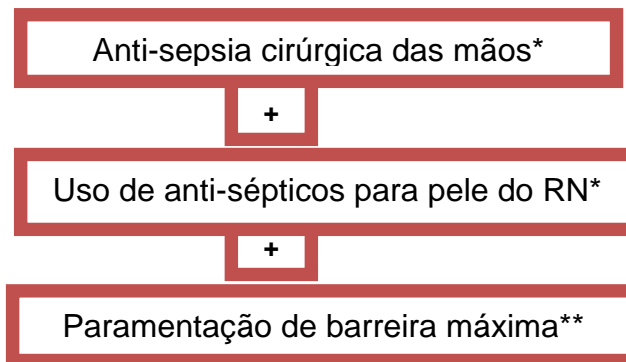 Anti-sepsia cirúrgica das mãos*
+
Uso de anti-sépticos para pele do RN*
+
Paramentação de barreira máxima**